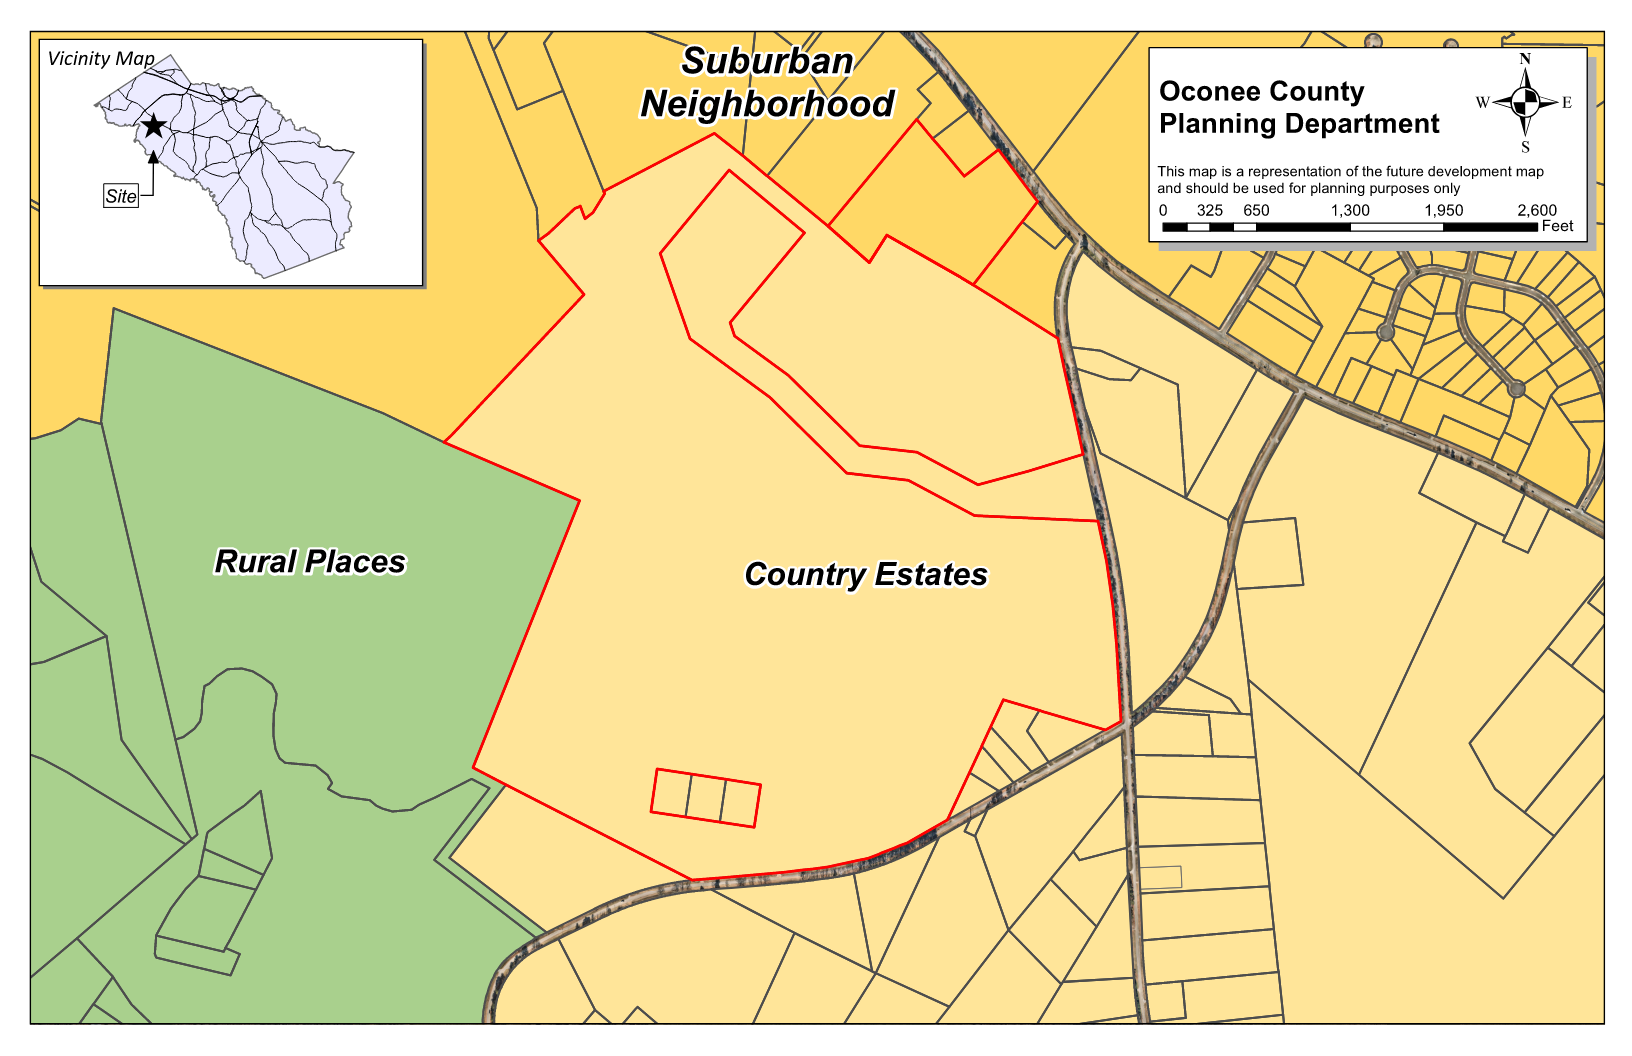 Vicinity Map
Site
Suburban
Neighborhood
Oconee County
Planning Department
N
W
E
S
This map is a representation of the future development map
and should be used for planning purposes only
0 325 650 1,300 1,950 2,600
Feet
Rural Places
Country Estates